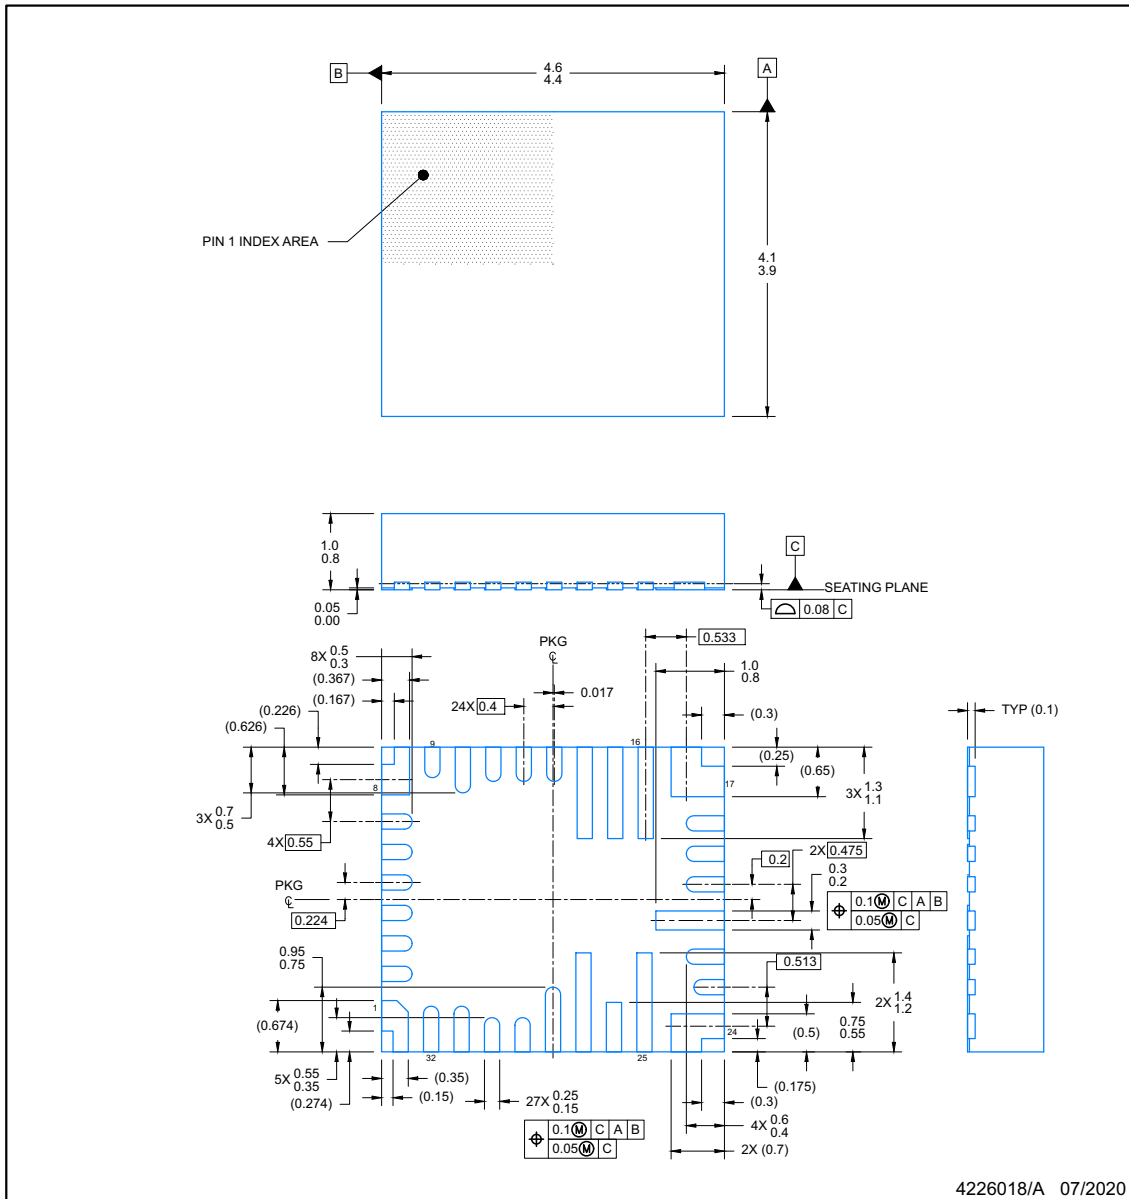 B
4.6
4.4
A
PIN 1 INDEX AREA
4.1
3.9
1.0
0.8
C
0.05
0.00
SEATING PLANE
⌓ 0.08 C
PKG
℄
0.533
8X 0.5
0.3
(0.367)
(0.167)
1.0
0.8
0.017
24X 0.4
(0.3)
TYP (0.1)
(0.226)
(0.626)
9
16
(0.25)
(0.65)
8
17
3X 1.3
1.1
3X 0.7
0.5
4X 0.55
0.2
2X 0.475
0.3
0.2
PKG
℄
⌖ 0.1Ⓜ C A B
0.05Ⓜ C
0.224
0.95
0.75
0.513
1
(0.674)
2X 1.4
1.2
24
(0.5)
0.75
0.55
32
25
5X 0.55
0.35
(0.35)
(0.175)
(0.274)
(0.15)
27X 0.25
0.15
(0.3)
4X 0.6
0.4
⌖ 0.1Ⓜ C A B
0.05Ⓜ C
2X (0.7)
4226018/A 07/2020